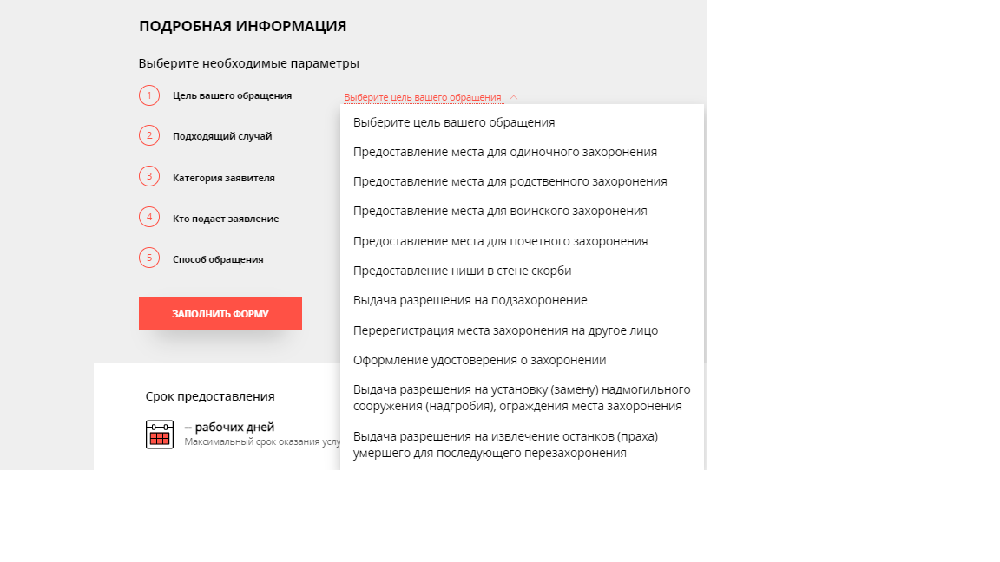 ПОДРОБНАЯ ИНФОРМАЦИЯ
Выберите необходимые параметры
1 Цель вашего обращения
2 Подходящий случай
3 Категория заявителя
4 Кто подает заявление
5 Способ обращения
ЗАПОЛНИТЬ ФОРМУ
Выберите цель вашего обращения
Выберите цель вашего обращения
Предоставление места для одиночного захоронения
Предоставление места для родственного захоронения
Предоставление места для воинского захоронения
Предоставление места для почетного захоронения
Предоставление ниши в стене скорби
Выдача разрешения на подзахоронение
Перерегистрация места захоронения на другое лицо
Оформление удостоверения о захоронении
Выдача разрешения на установку (замену) надмогильного
сооружения (надгробия), ограждения места захоронения
Выдача разрешения на извлечение останков (праха)
умершего для последующего перезахоронения
Срок предоставления
-- рабочих дней
Максимальный срок оказания услу